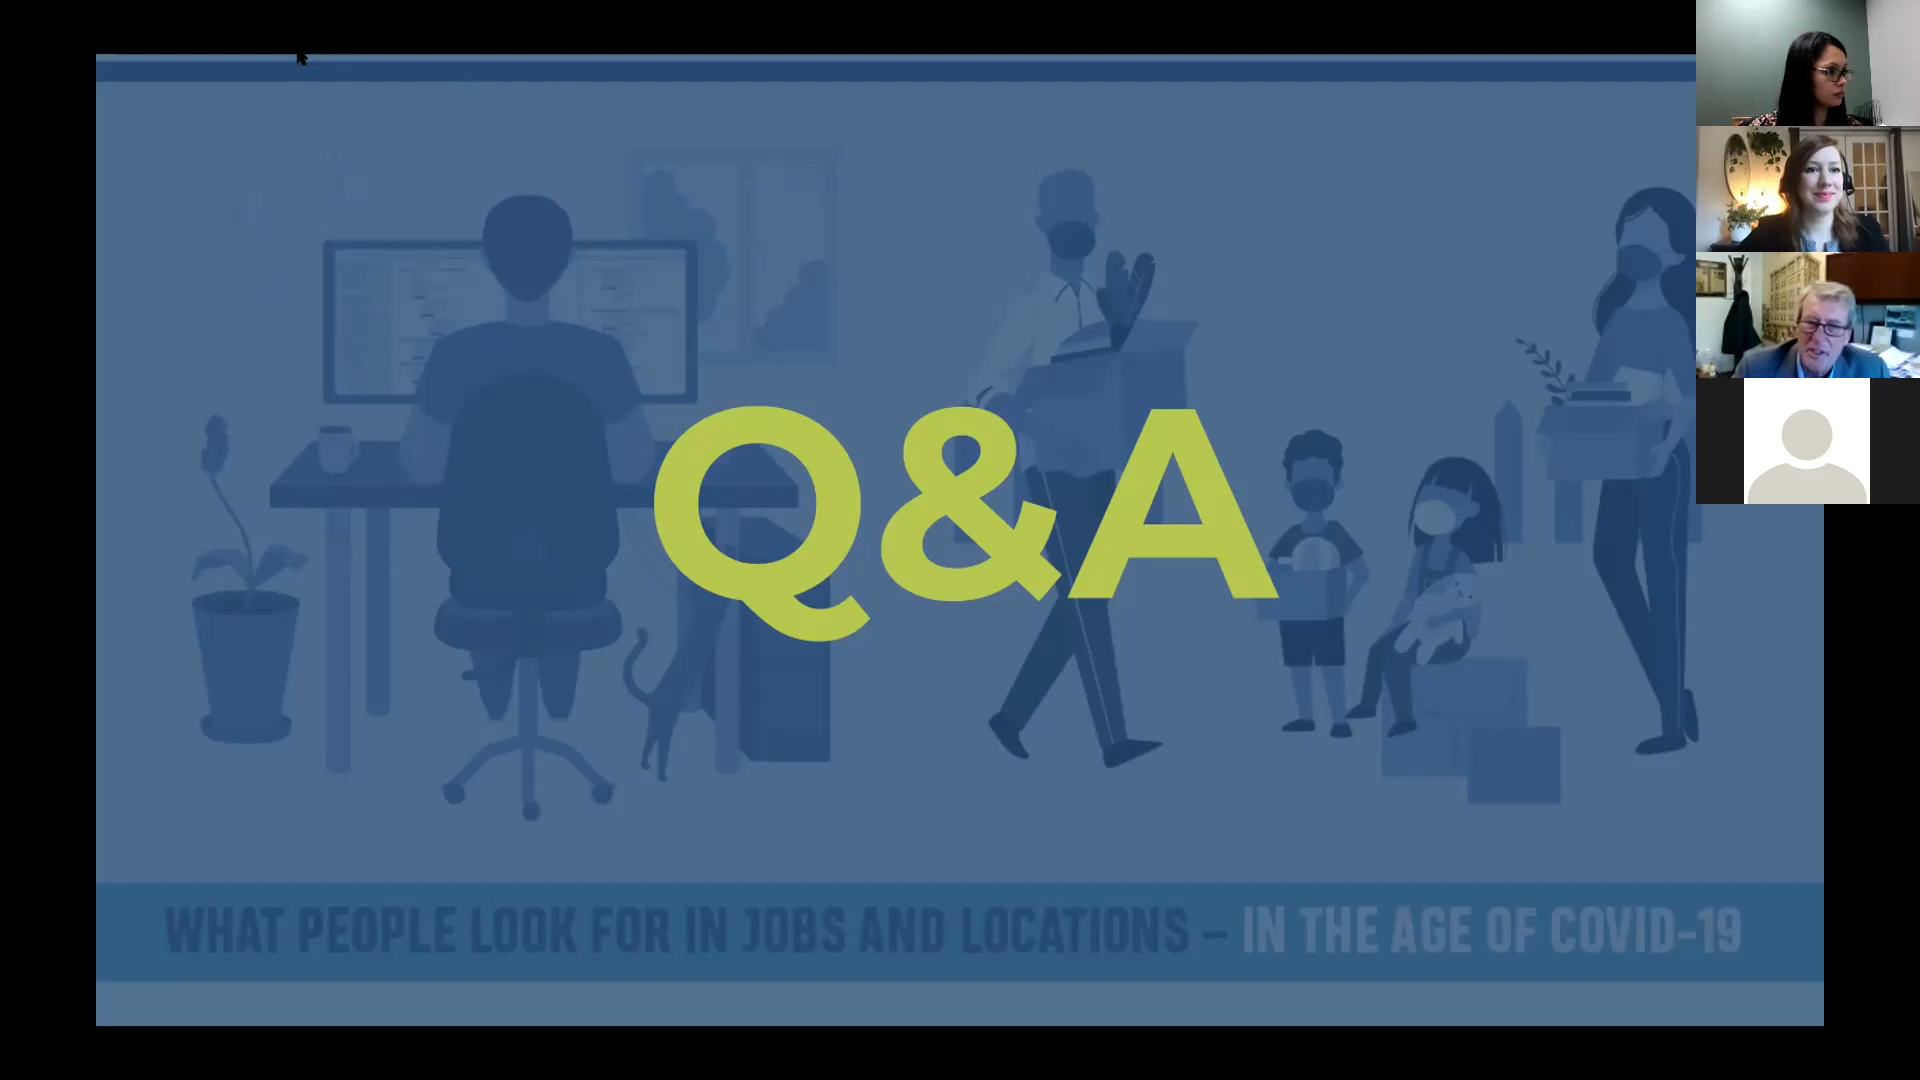 Q&A
WHAT PEOPLE LOOK FOR IN JOBS AND LOCATIONS – IN THE AGE OF COVID-19